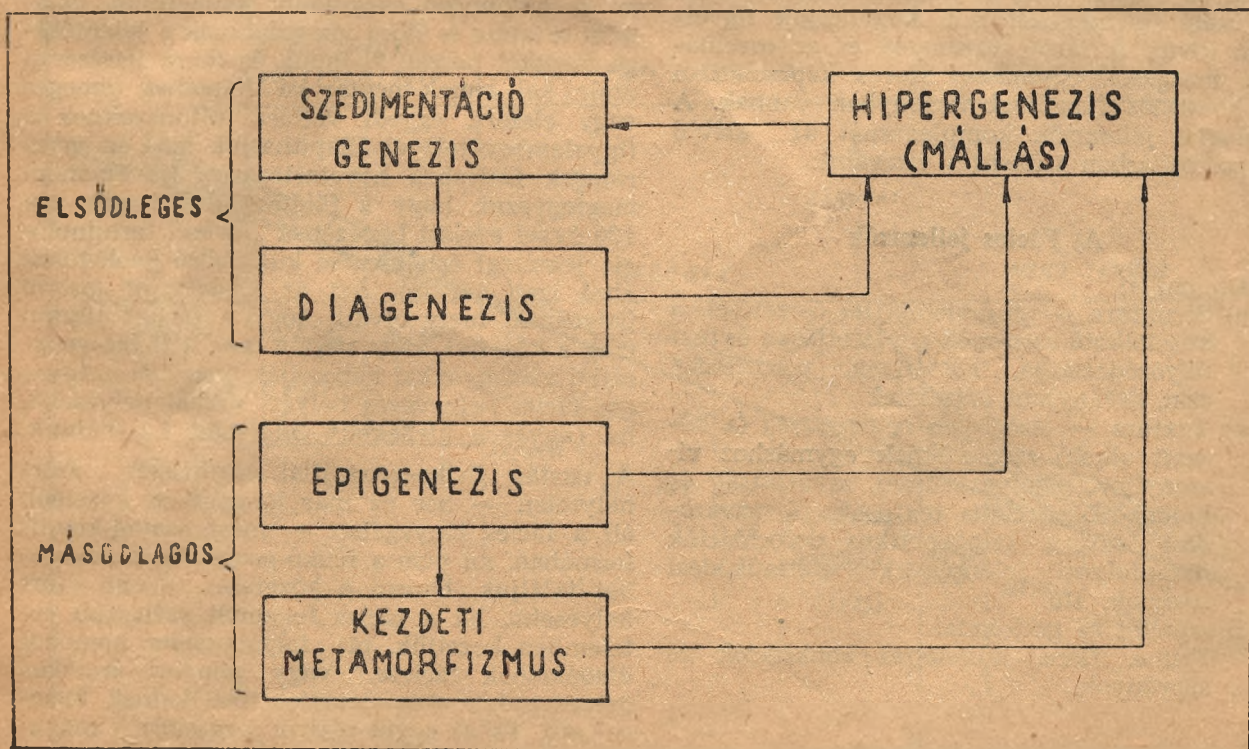 SZEDIMENTÁCIÓ
GENEZIS
HIPERGENEZIS
(MÁLLÁS)
ELSŐDLEGES
DIAGENEZIS
EPIGENEZIS
MÁSODLAGOS
KEZDETI
METAMORFIZMUS